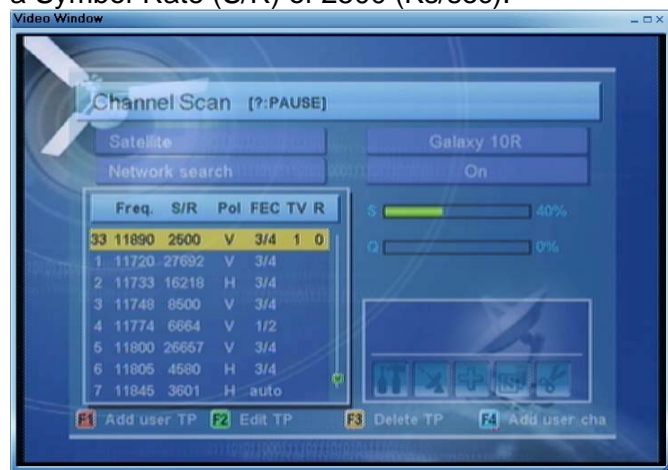 a Symbol Rate (S/R) of 2500 (Ks/sec).
Video Window
Channel Scan [?:PAUSE]
Satellite Galaxy 10R
Network search On
Freq. S/R Pol FEC TV R
33 11890 2500 V 3/4 1 0
1 11720 27692 V 3/4
2 11733 16218 H 3/4
3 11748 8500 V 3/4
4 11774 6664 V 1/2
5 11800 26657 V 3/4
6 11805 4580 H 3/4
7 11845 3601 H auto
S 40%
Q 0%
TSP
F1 Add user TP F2 Edit TP F3 Delete TP F4 Add user cha